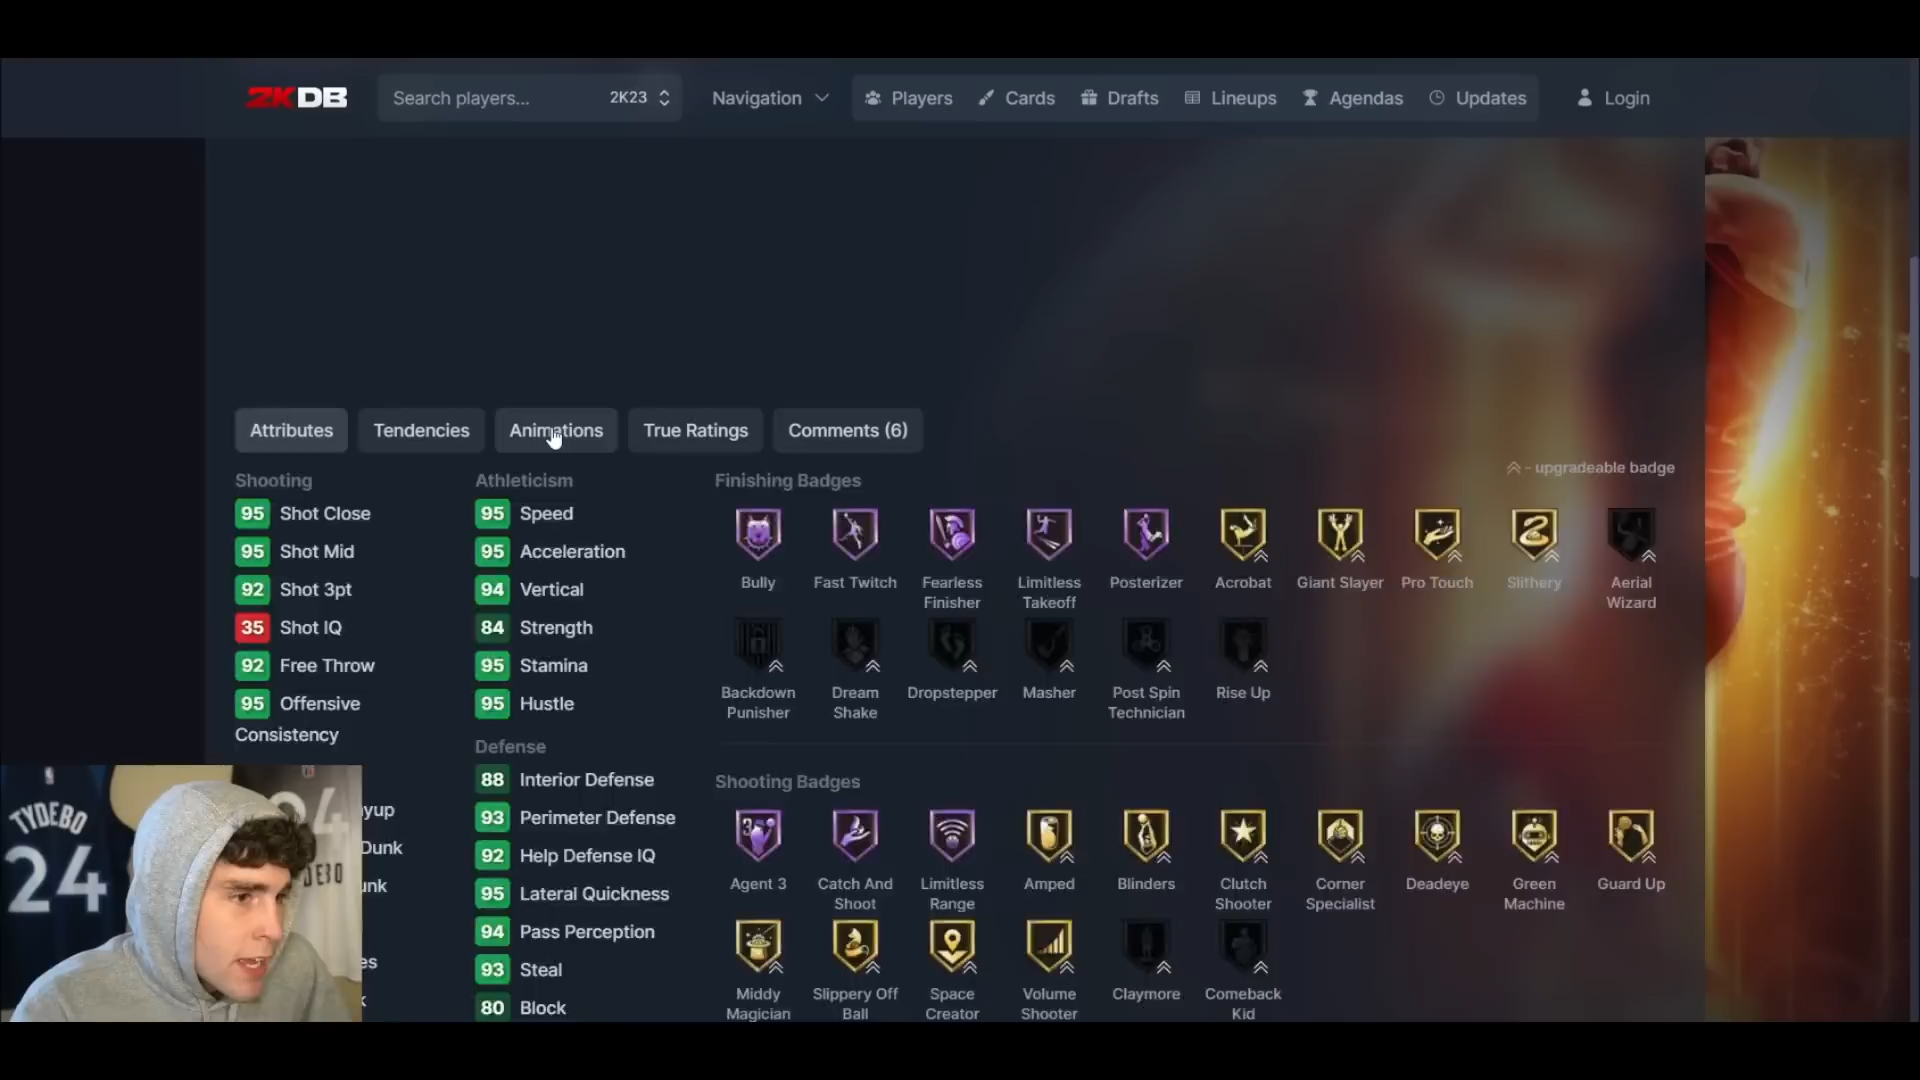 2KDB
Search players...
2K23
Navigation
Players
Cards
Drafts
Lineups
Agendas
Updates
Login
Attributes
Tendencies
Animations
True Ratings
Comments (6)
- upgradeable badge
Shooting
95 Shot Close
95 Shot Mid
92 Shot 3pt
35 Shot IQ
92 Free Throw
95 Offensive
Consistency
yup
Dunk
unk
es
k
Athleticism
95 Speed
95 Acceleration
94 Vertical
84 Strength
95 Stamina
95 Hustle
Defense
88 Interior Defense
93 Perimeter Defense
92 Help Defense IQ
95 Lateral Quickness
94 Pass Perception
93 Steal
80 Block
Finishing Badges
Bully
Fast Twitch
Fearless
Finisher
Limitless
Takeoff
Posterizer
Acrobat
Giant Slayer
Pro Touch
Slithery
Aerial
Wizard
Backdown
Punisher
Dream
Shake
Dropstepper
Masher
Post Spin
Technician
Rise Up
Shooting Badges
3
Agent 3
Catch And
Shoot
Limitless
Range
Amped
Blinders
Clutch
Shooter
Corner
Specialist
Deadeye
Green
Machine
Guard Up
Middy
Magician
Slippery Off
Ball
Space
Creator
Volume
Shooter
Claymore
Comeback
Kid
TYDEBO
24